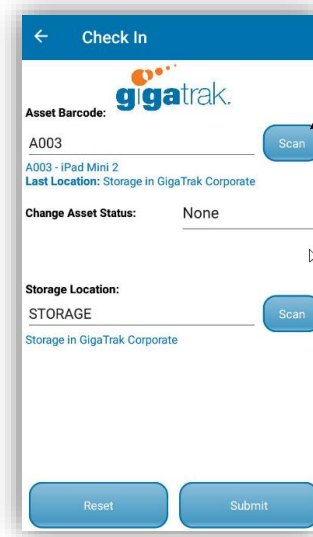 Check In
gigatrak.
Asset Barcode:
A003
Scan
A003 - iPad Mini 2
Last Location: Storage in GigaTrak Corporate
Change Asset Status: None
Storage Location:
STORAGE
Scan
Storage in GigaTrak Corporate
Reset Submit